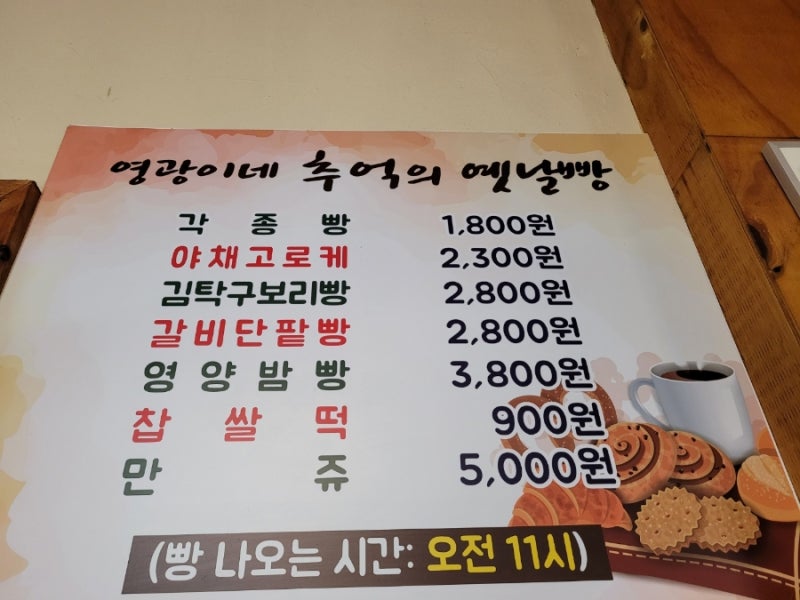 영광이네 추억의 옛날빵
각종빵 1,800원
야채고로케 2,300원
김탁구보리빵 2,800원
갈비단팥빵 2,800원
영양밤빵 3,800원
찹쌀떡 900원
만쥬 5,000원
(빵 나오는 시간: 오전 11시)